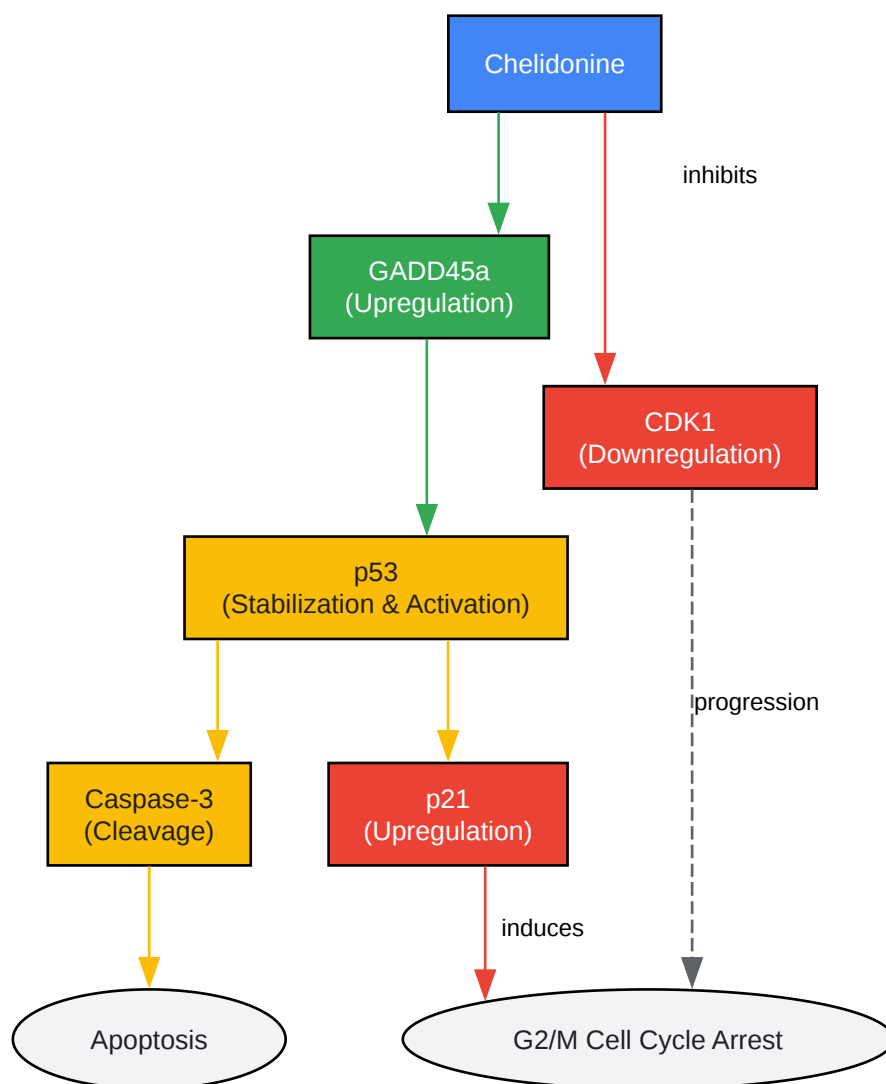 Chelidonine
inhibits
GADD45a
(Upregulation)
CDK1
(Downregulation)
p53
(Stabilization & Activation)
progression
Caspase-3
(Cleavage)
p21
(Upregulation)
induces
Apoptosis
G2/M Cell Cycle Arrest